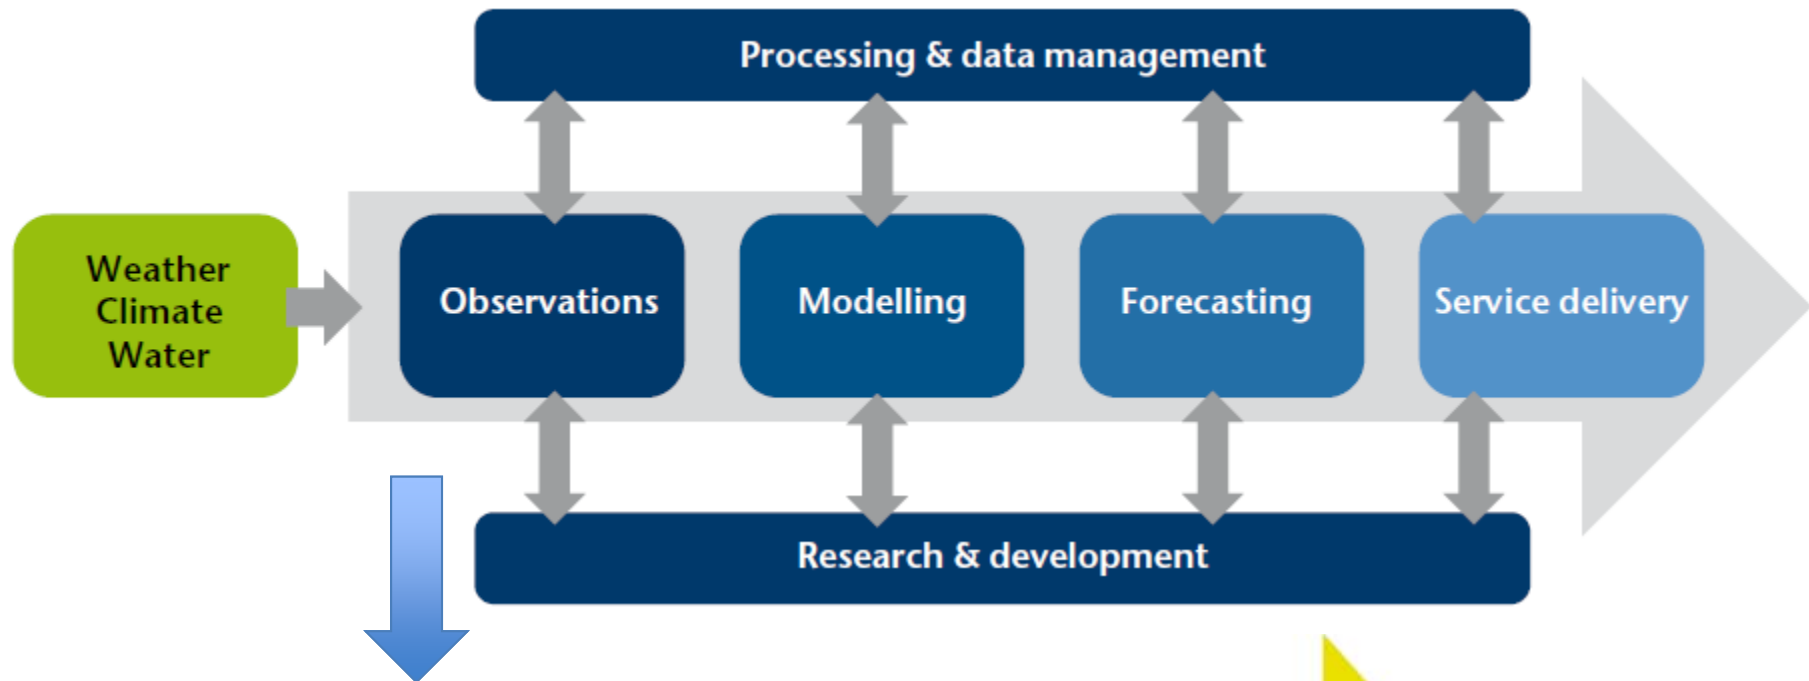 Processing & data management
Weather
Climate
Water
Observations
Modelling
Forecasting
Service delivery
Research & development